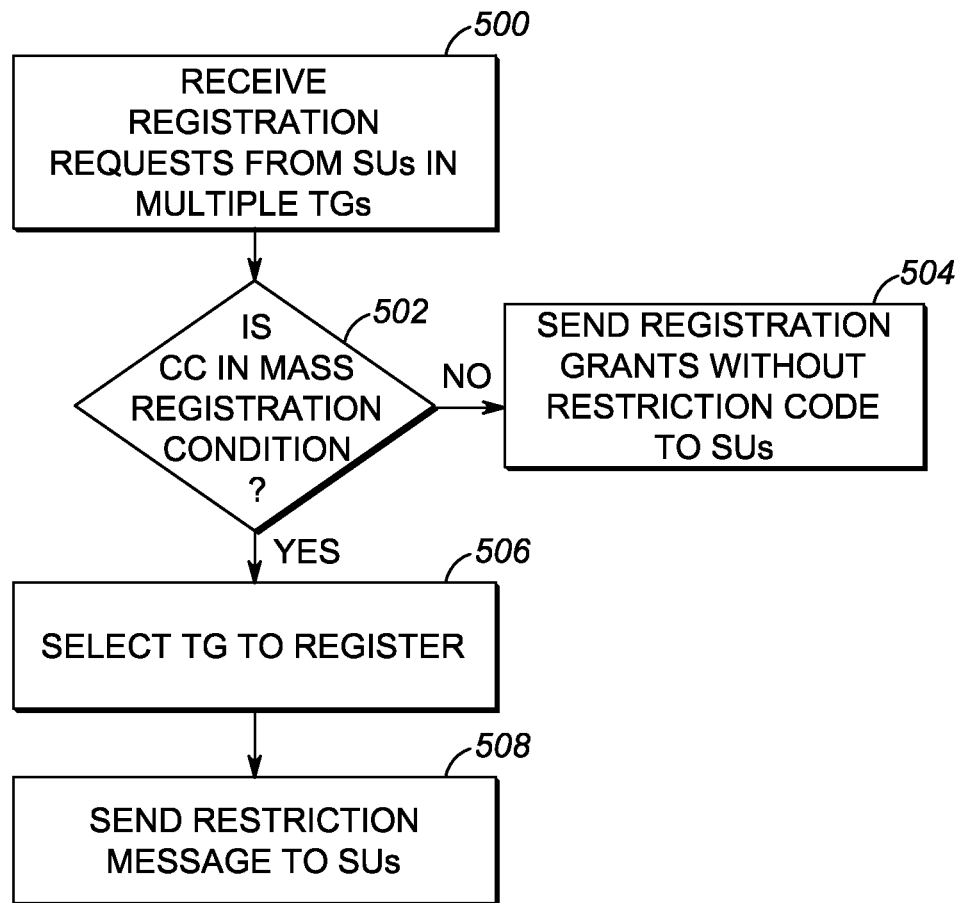 500
RECEIVE
REGISTRATION
REQUESTS FROM SUs IN
MULTIPLE TGs
502
IS
CC IN MASS
REGISTRATION
CONDITION
?
NO
504
SEND REGISTRATION
GRANTS WITHOUT
RESTRICTION CODE
TO SUs
YES
506
SELECT TG TO REGISTER
508
SEND RESTRICTION
MESSAGE TO SUs